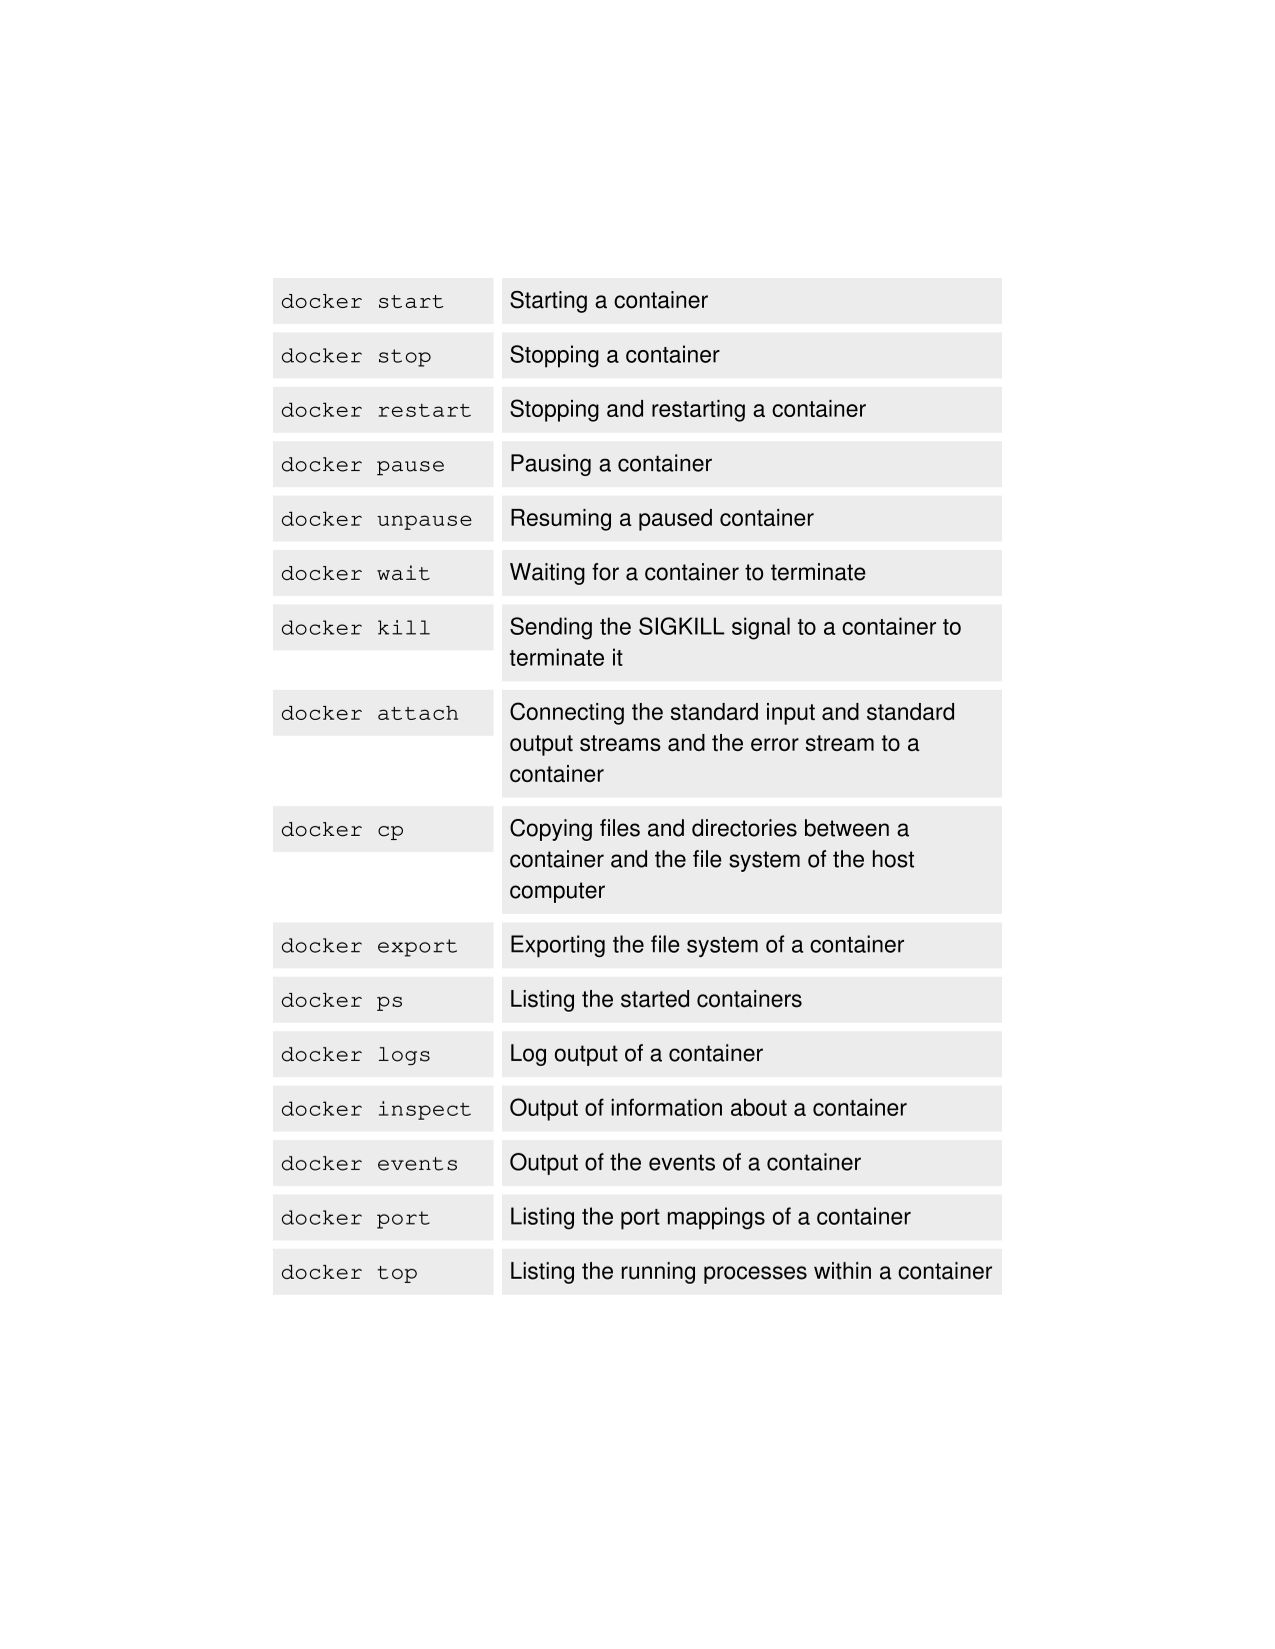 docker start Starting a container
docker stop Stopping a container
docker restart Stopping and restarting a container
docker pause Pausing a container
docker unpause Resuming a paused container
docker wait Waiting for a container to terminate
docker kill Sending the SIGKILL signal to a container to
terminate it
docker attach Connecting the standard input and standard
output streams and the error stream to a
container
docker cp Copying files and directories between a
container and the file system of the host
computer
docker export Exporting the file system of a container
docker ps Listing the started containers
docker logs Log output of a container
docker inspect Output of information about a container
docker events Output of the events of a container
docker port Listing the port mappings of a container
docker top Listing the running processes within a container